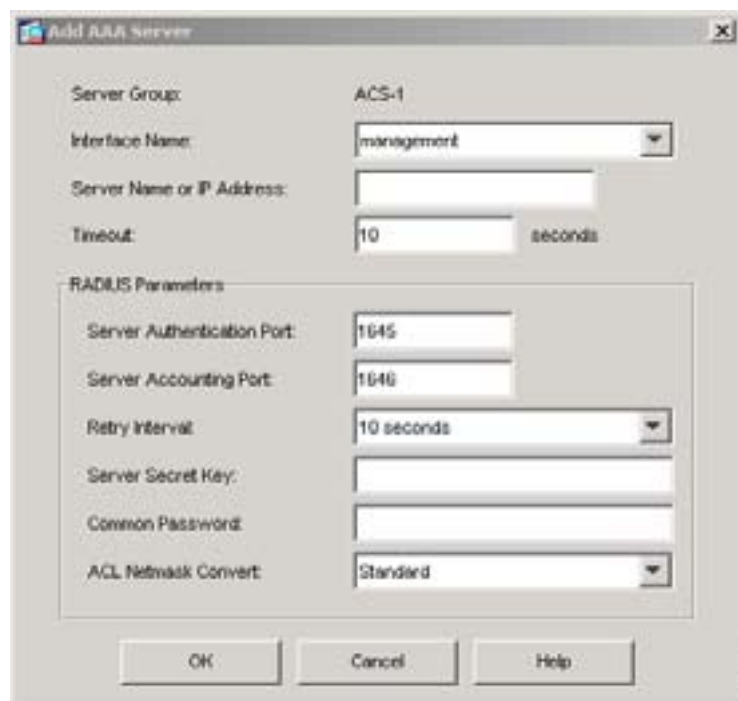 Add AAA Server
Server Group: ACS-1
Interface Name: management
Server Name or IP Address:
Timeout: 10 seconds
RADIUS Parameters
Server Authentication Port: 1645
Server Accounting Port: 1646
Retry Interval: 10 seconds
Server Secret Key:
Common Password:
ACL Netmask Convert: Standard
OK Cancel Help